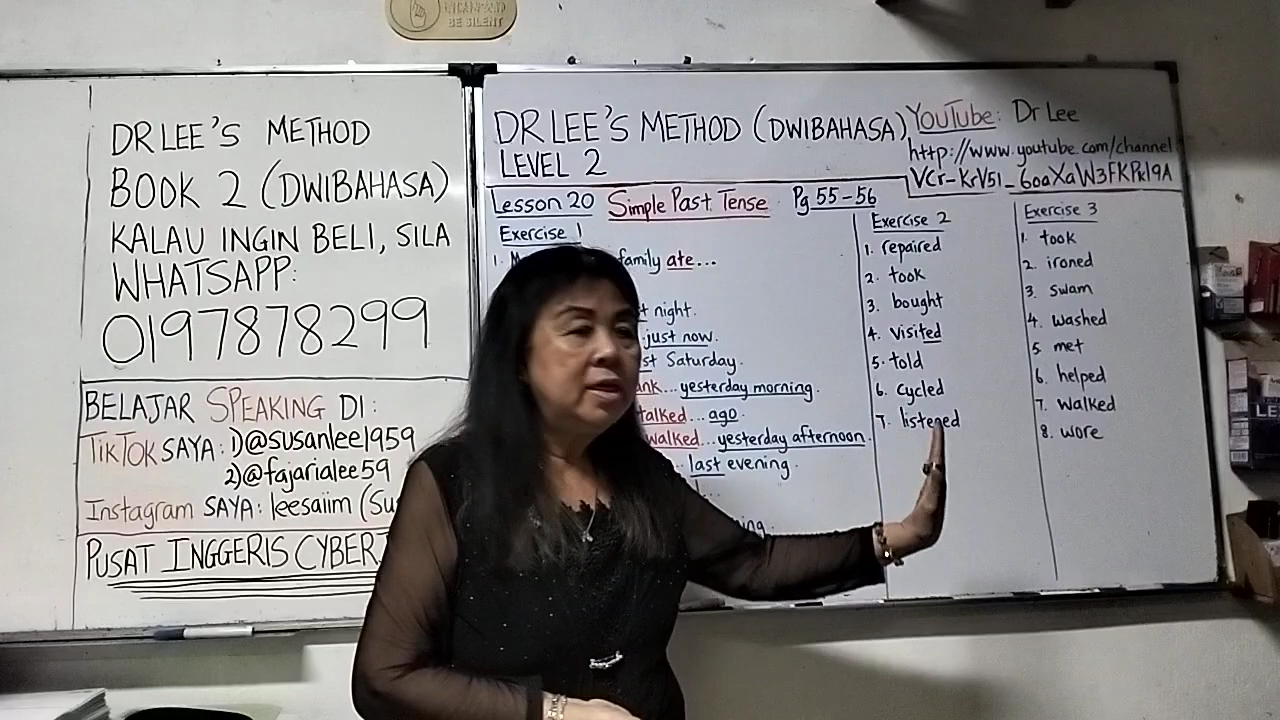 BE SILENT
DR LEE'S METHOD
BOOK 2 (DWIBAHASA)
KALAU INGIN BELI, SILA
WHATSAPP:
0197878299
BELAJAR SPEAKING DI:
TikTok SAYA: 1)@susanlee1959
2)@fajarialee59
Instagram SAYA: leesaiim (Su
PUSAT INGGERIS CYBER
DR LEE'S METHOD (DWIBAHASA),
LEVEL 2
YouTube: Dr Lee
http://www.youtube.com/channel
VCr-KrV5I_6oaXaW3FKPkl9A
Lesson 20 Simple Past Tense Pg 55-56
Exercise 1
1. family ate...
night.
just now.
Saturday.
... yesterday morning.
talked... ago.
walked... yesterday afternoon.
last evening.
Exercise 2
1. repaired
2. took
3. bought
4. visited
5. told
6. cycled
7. listened
Exercise 3
1. took
2. ironed
3. swam
4. washed
5. met
6. helped
7. walked
8. wore